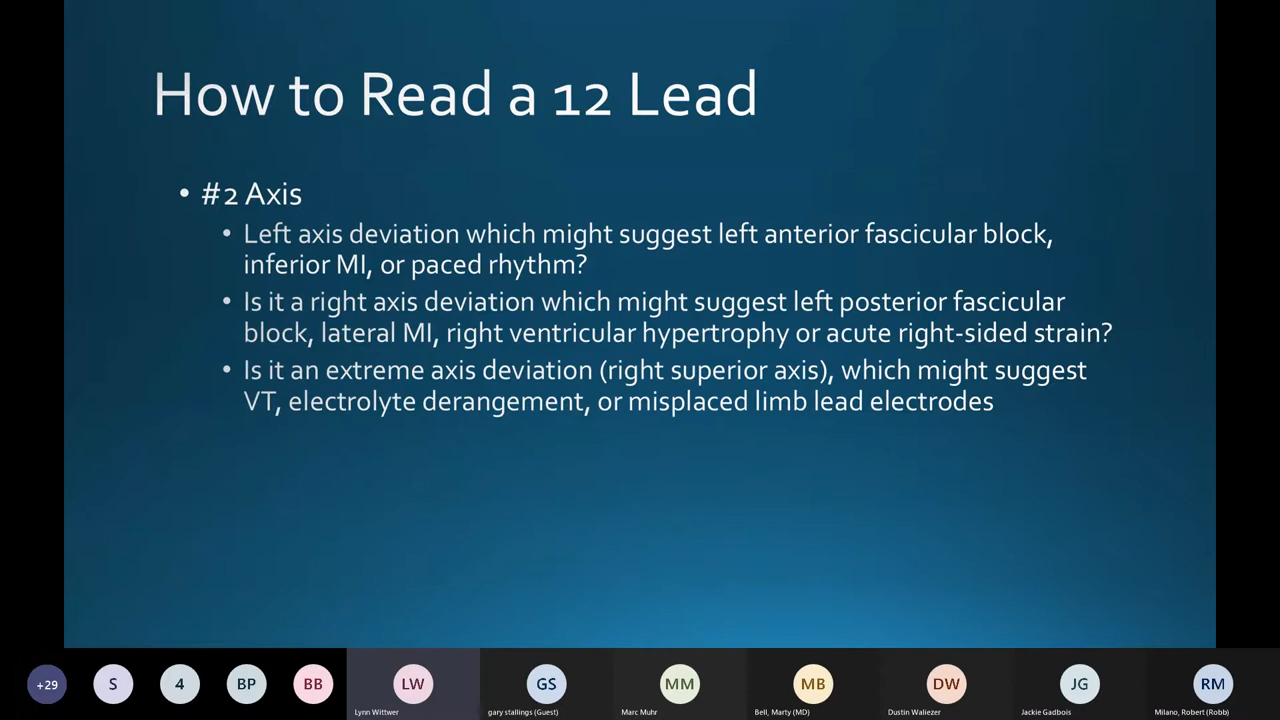 How to Read a 12 Lead
• #2 Axis
• Left axis deviation which might suggest left anterior fascicular block,
inferior MI, or paced rhythm?
• Is it a right axis deviation which might suggest left posterior fascicular
block, lateral MI, right ventricular hypertrophy or acute right-sided strain?
• Is it an extreme axis deviation (right superior axis), which might suggest
VT, electrolyte derangement, or misplaced limb lead electrodes
+29 S 4 BP BB LW GS MM MB DW JG RM
Lynn Wittwer gary stallings (Guest) Marc Muhr Bell, Marty (MD) Dustin Waliezer Jackie Gadbois Milano, Robert (Robb)